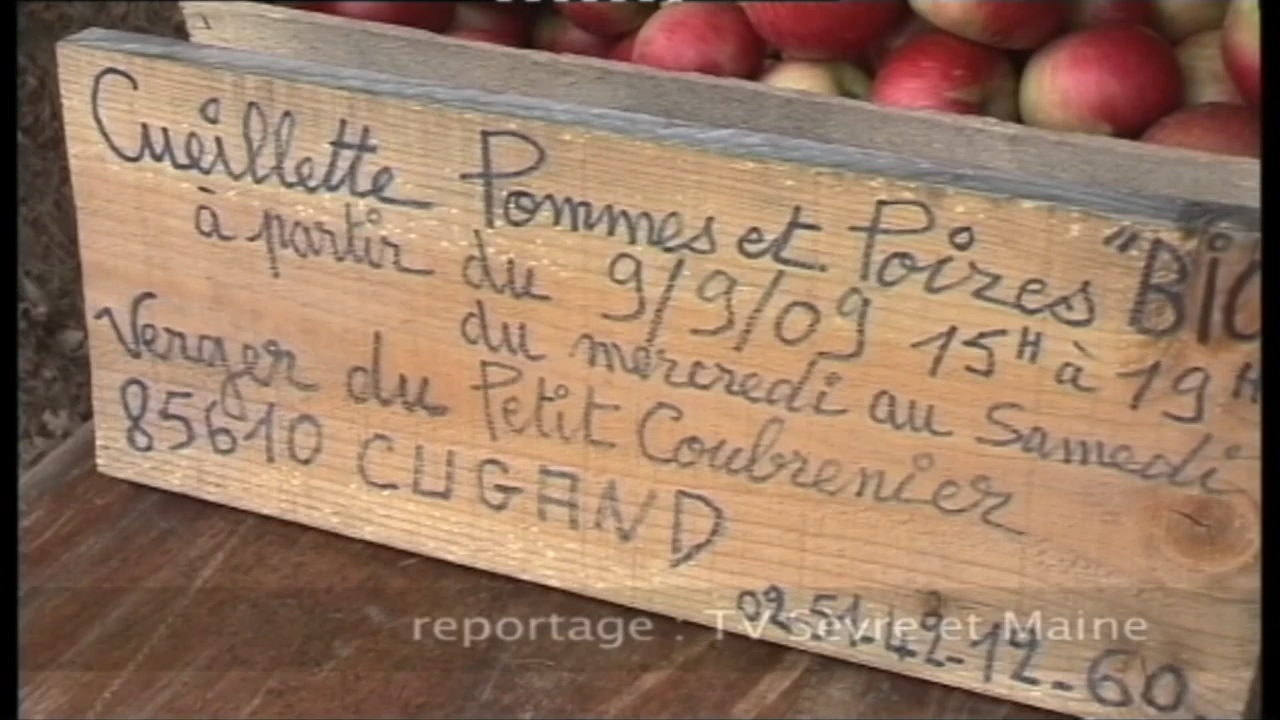 Cueillette Pommes et Poires "BIO
à partir du 9/9/09 15H à 19H
du mercredi au Samedi
Verger du Petit Coubrenier
85610 CUGAND
reportage . TV Sèvre et Maine